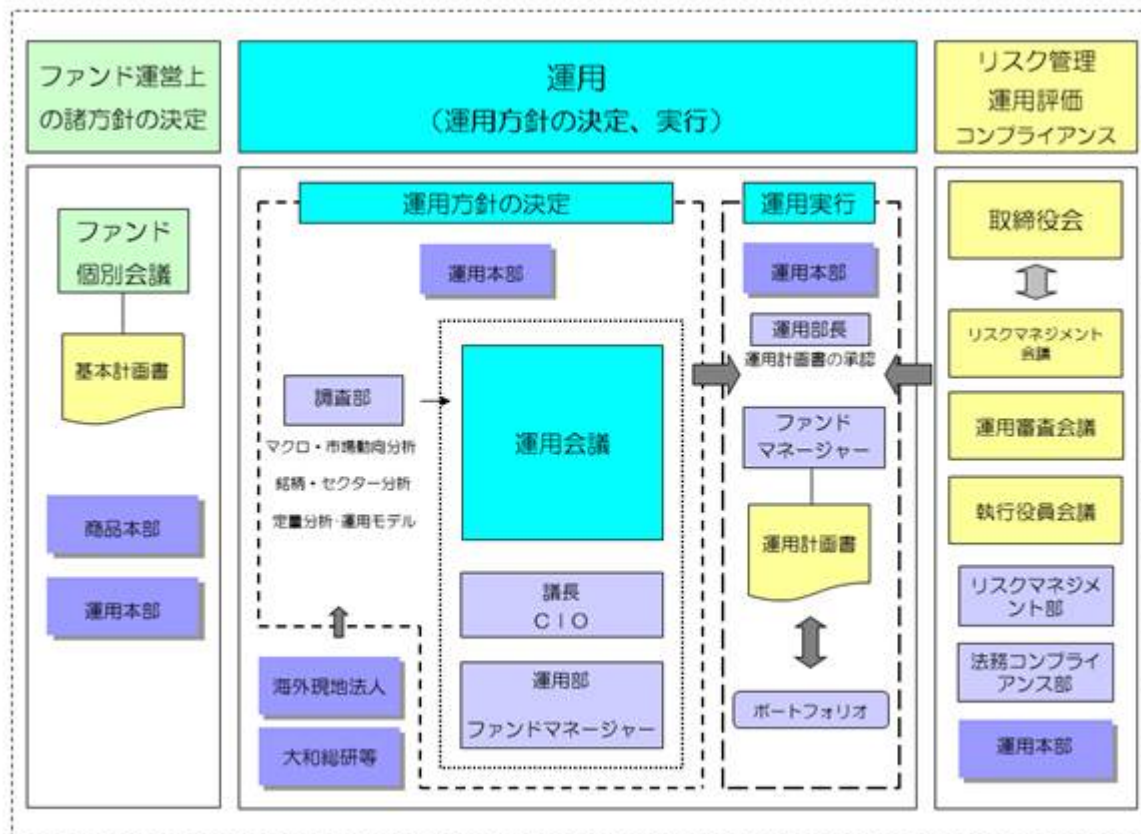 ファンド運営上
の諸方針の決定
運用
（運用方針の決定、実行）
リスク管理
運用評価
コンプライアンス
ファンド
個別会議
基本計画書
商品本部
運用本部
運用方針の決定
運用本部
調査部
マクロ・市場動向分析
銘柄・セクター分析
定量分析・運用モデル
運用会議
議長
ＣＩＯ
運用部
ファンドマネージャー
海外現地法人
大和総研等
運用実行
運用本部
運用部長
運用計画書の承認
ファンド
マネージャー
運用計画書
ポートフォリオ
取締役会
リスクマネジメント
会議
運用審査会議
執行役員会議
リスクマネジメ
ント部
法務コンプライ
アンス部
運用本部